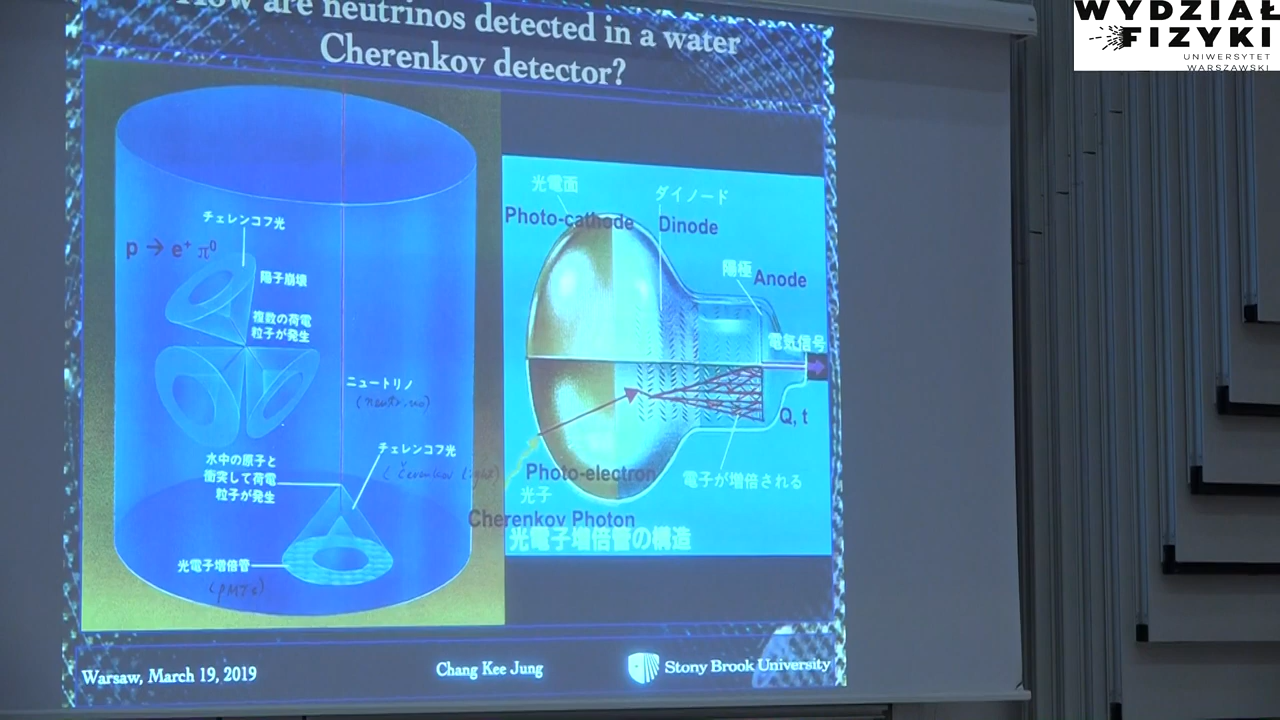 How are neutrinos detected in a water
Cherenkov detector?
チェレンコフ光
p → e⁺ π⁰
陽子崩壊
複数の荷電
粒子が発生
ニュートリノ
(neutrino)
チェレンコフ光
(Čerenkov light)
水中の原子と
衝突して荷電
粒子が発生
光電子増倍管
(PMTs)
光電面
Photo-cathode
ダイノード
Dinode
陽極
Anode
電気信号
Q, t
Photo-electron
光子
Cherenkov Photon
電子が増倍される
光電子増倍管の構造
Warsaw, March 19, 2019
Chang Kee Jung
Stony Brook University
WYDZIAŁ
FIZYKI
UNIWERSYTET
WARSZAWSKI